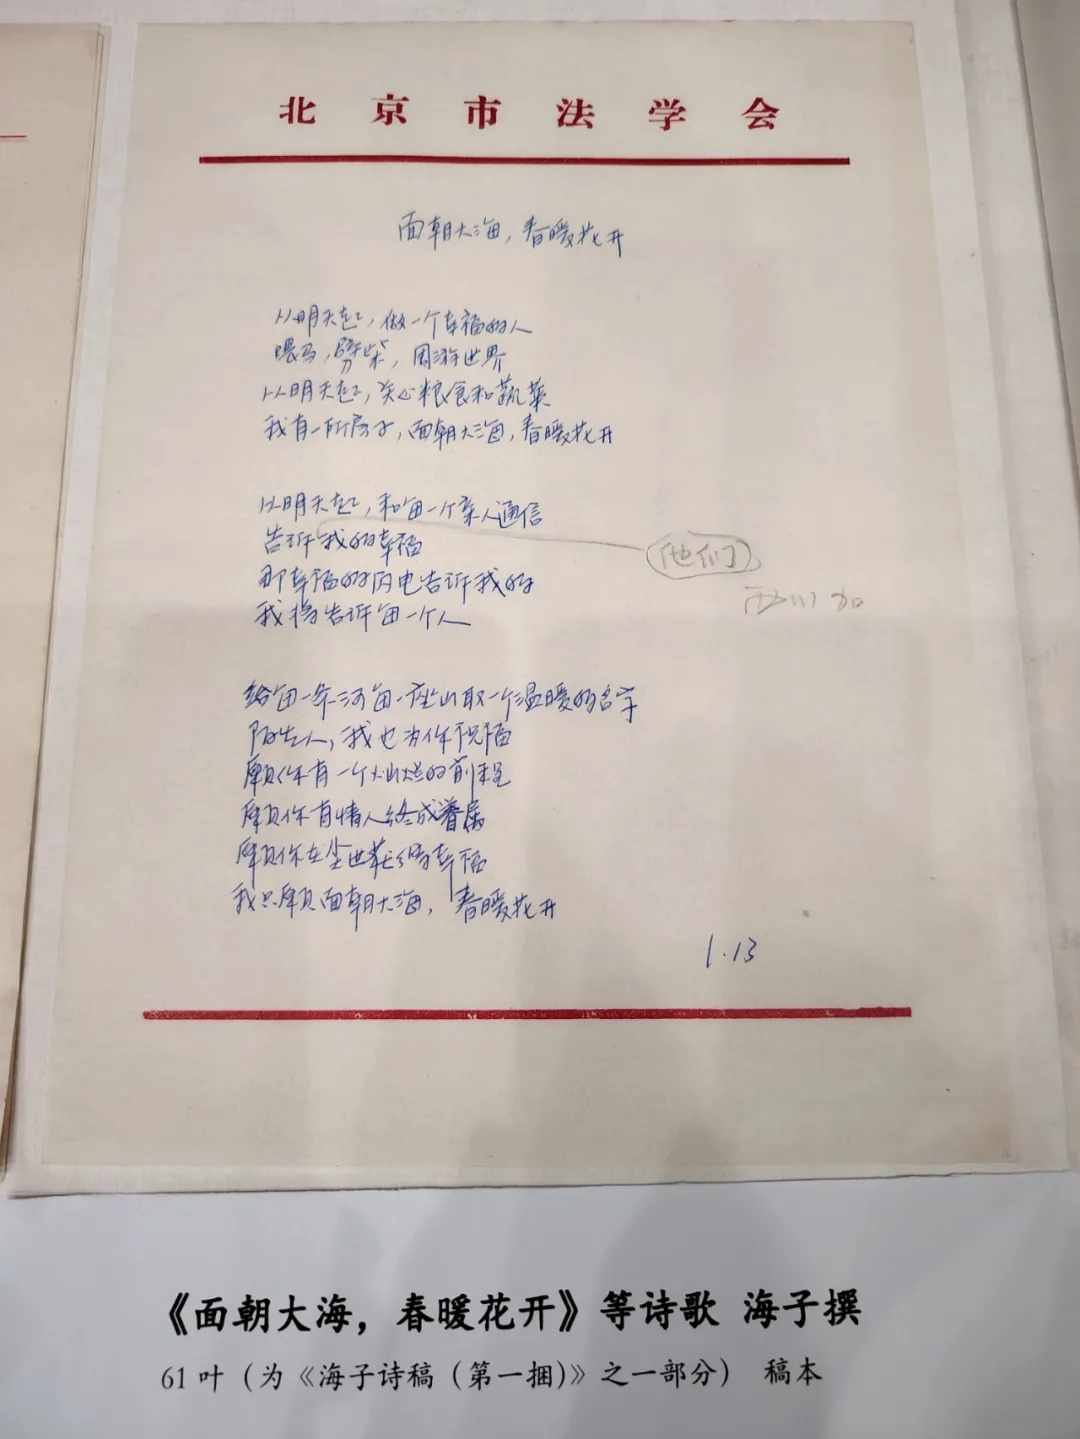 北京市法学会
面朝大海，春暖花开
从明天起，做一个幸福的人
喂马，劈柴，周游世界
从明天起，关心粮食和蔬菜
我有一所房子，面朝大海，春暖花开
从明天起，和每一个亲人通信
告诉我的幸福
他们
西川加
那幸福的闪电告诉我的
我将告诉每一个人
给每一条河每一座山取一个温暖的名字
陌生人，我也为你祝福
愿你有一个灿烂的前程
愿你有情人终成眷属
愿你在尘世获得幸福
我只愿面朝大海，春暖花开
1.13
《面朝大海，春暖花开》等诗歌 海子撰
61叶（为《海子诗稿（第一捆）》之一部分） 稿本